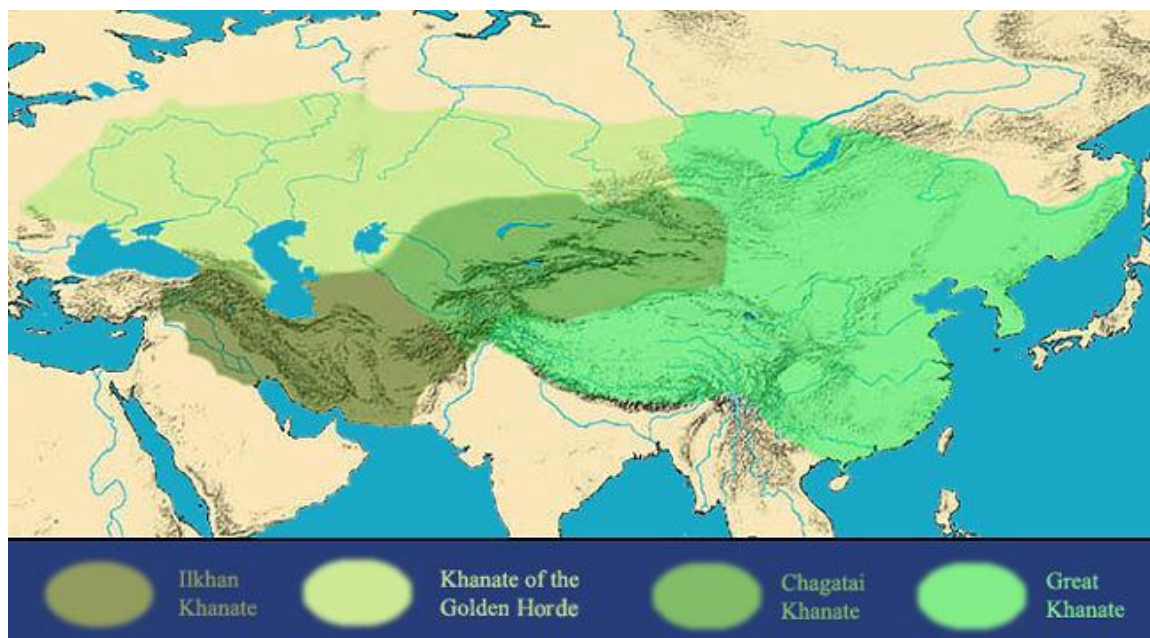 Ilkhan
Khanate
Khanate of the
Golden Horde
Chagatai
Khanate
Great
Khanate